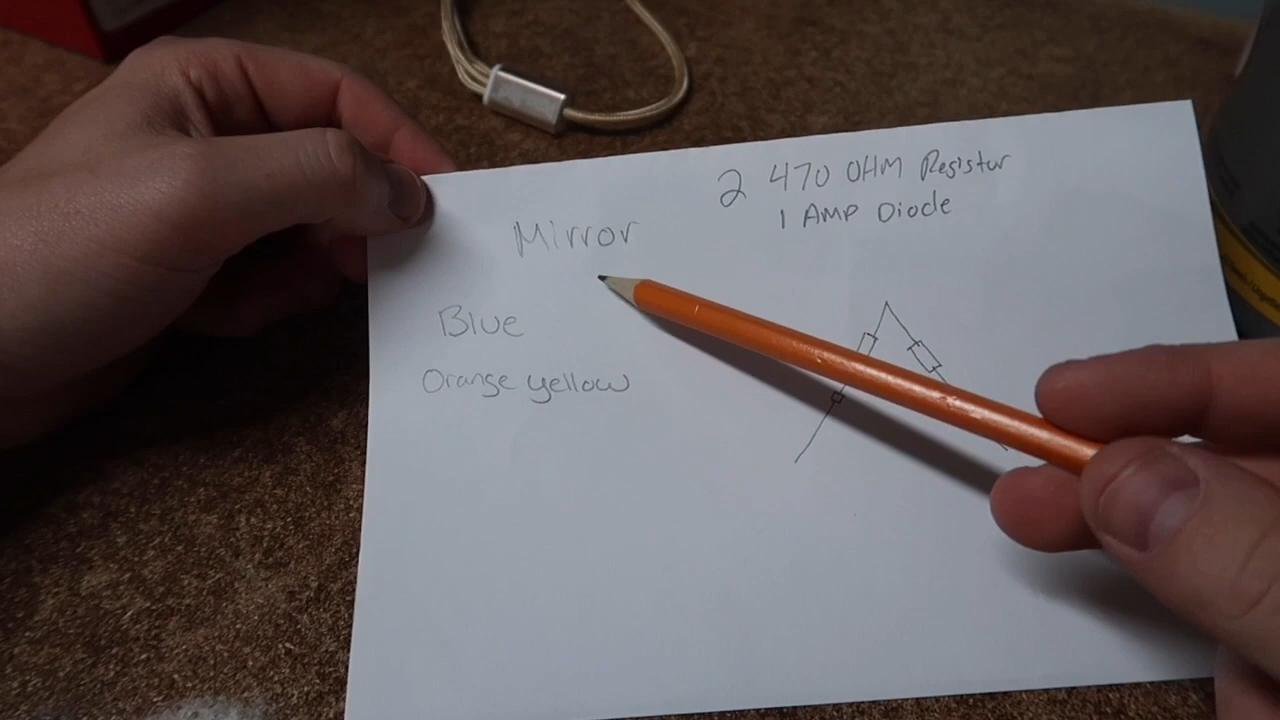 2 470 OHM Resistor
1 AMP Diode
Mirror
Blue
Orange yellow